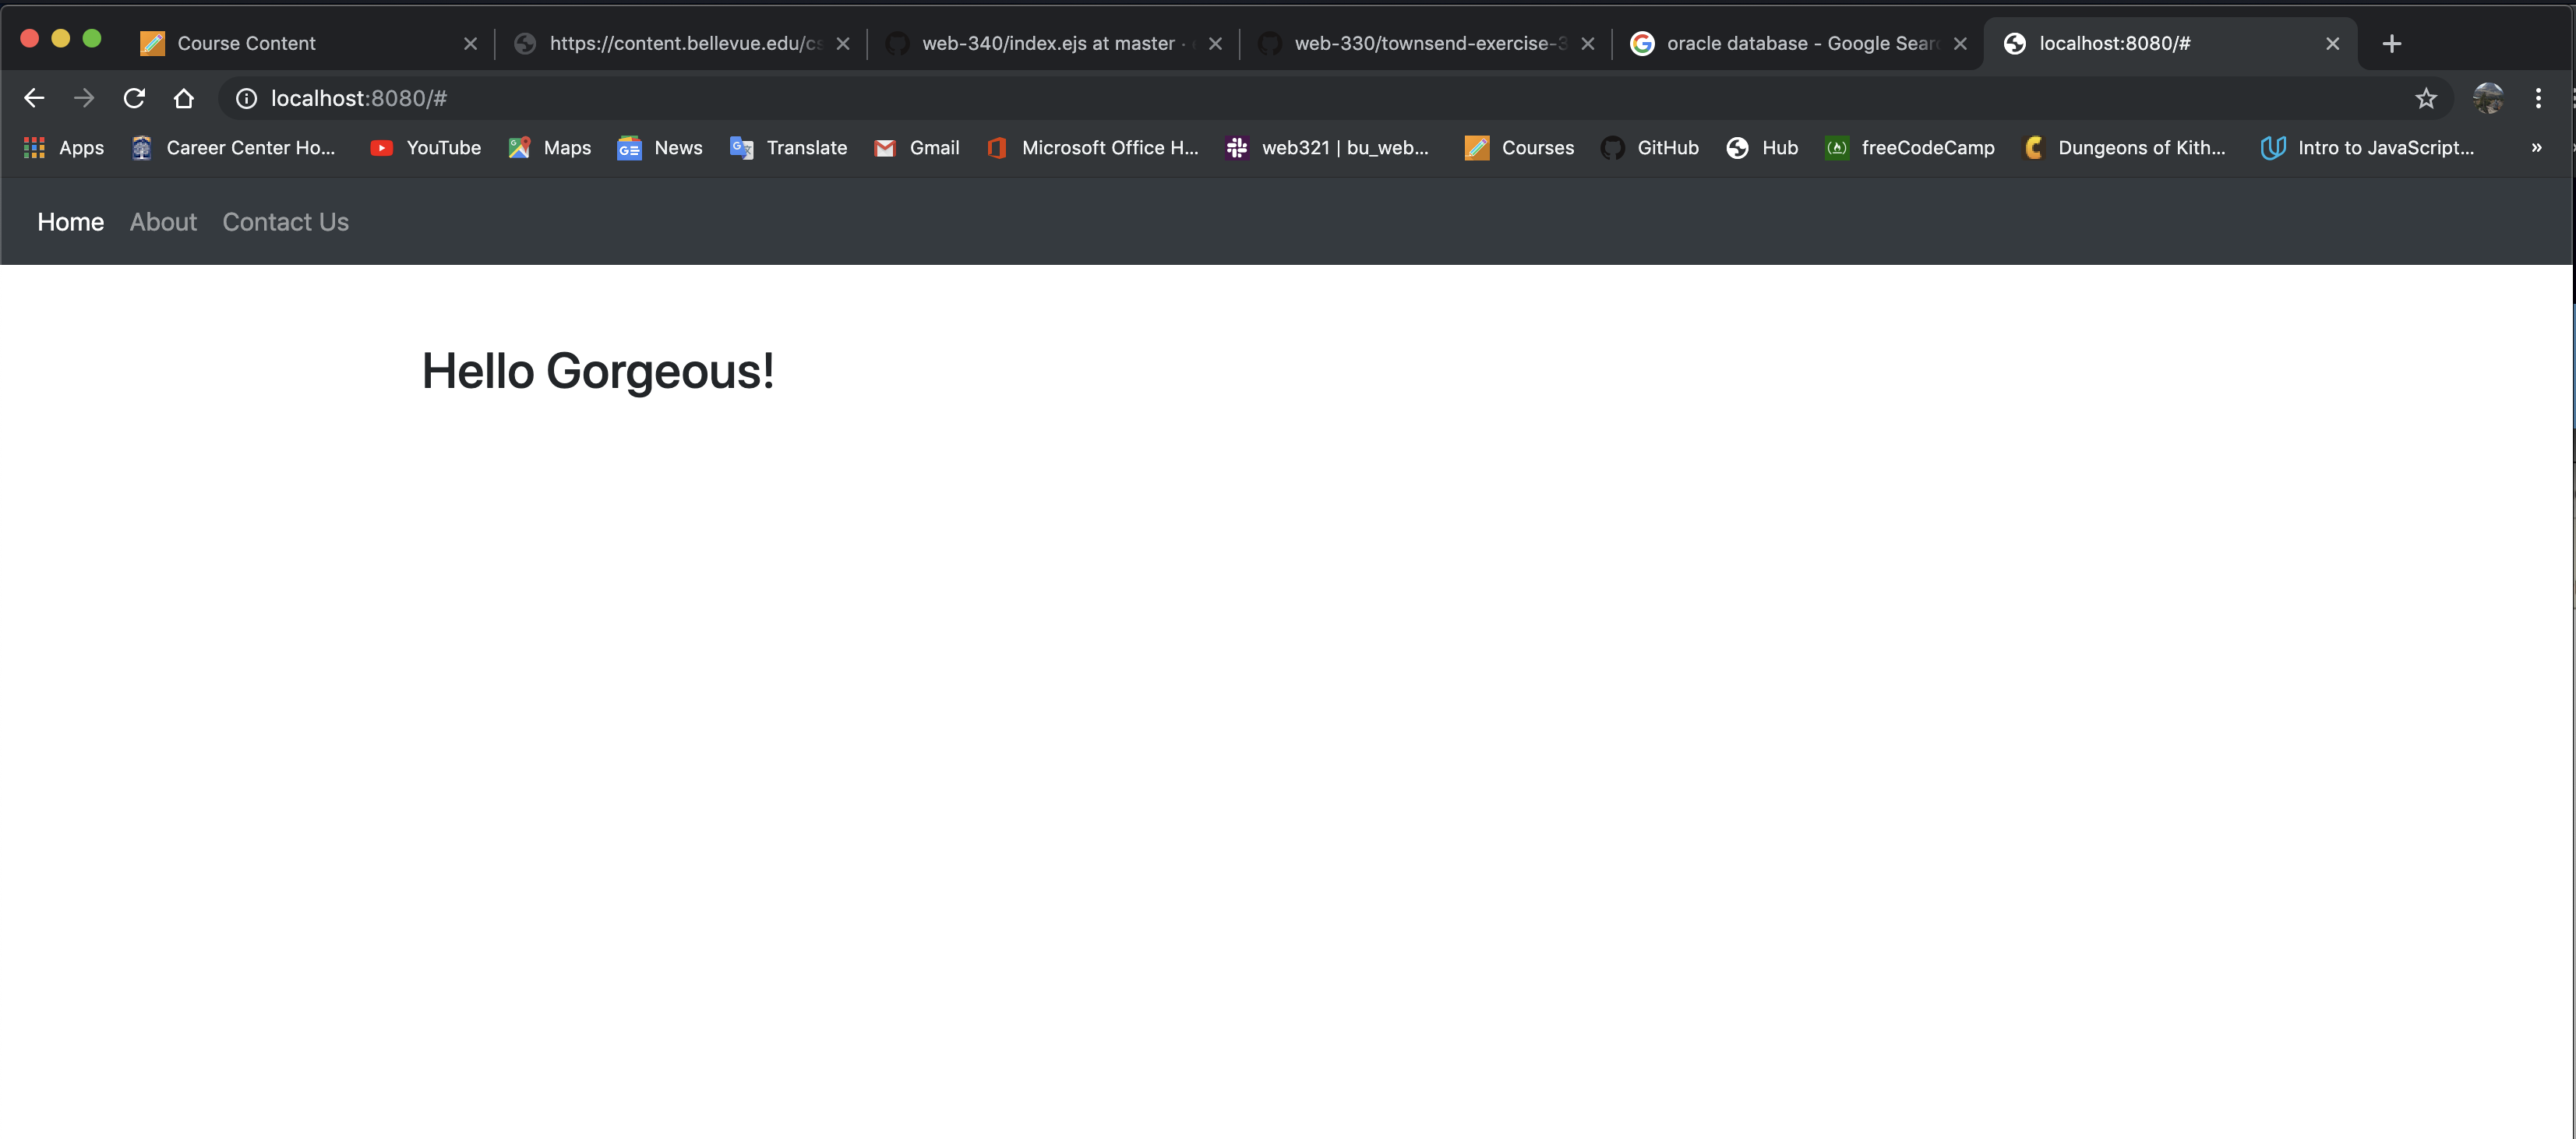 Course Content https://content.bellevue.edu/cs web-340/index.ejs at master · web-330/townsend-exercise-3 oracle database - Google Sear localhost:8080/#
localhost:8080/#
Apps Career Center Ho... YouTube Maps News Translate Gmail Microsoft Office H... web321 | bu_web... Courses GitHub Hub freeCodeCamp Dungeons of Kith... Intro to JavaScript... »
Home About Contact Us
Hello Gorgeous!